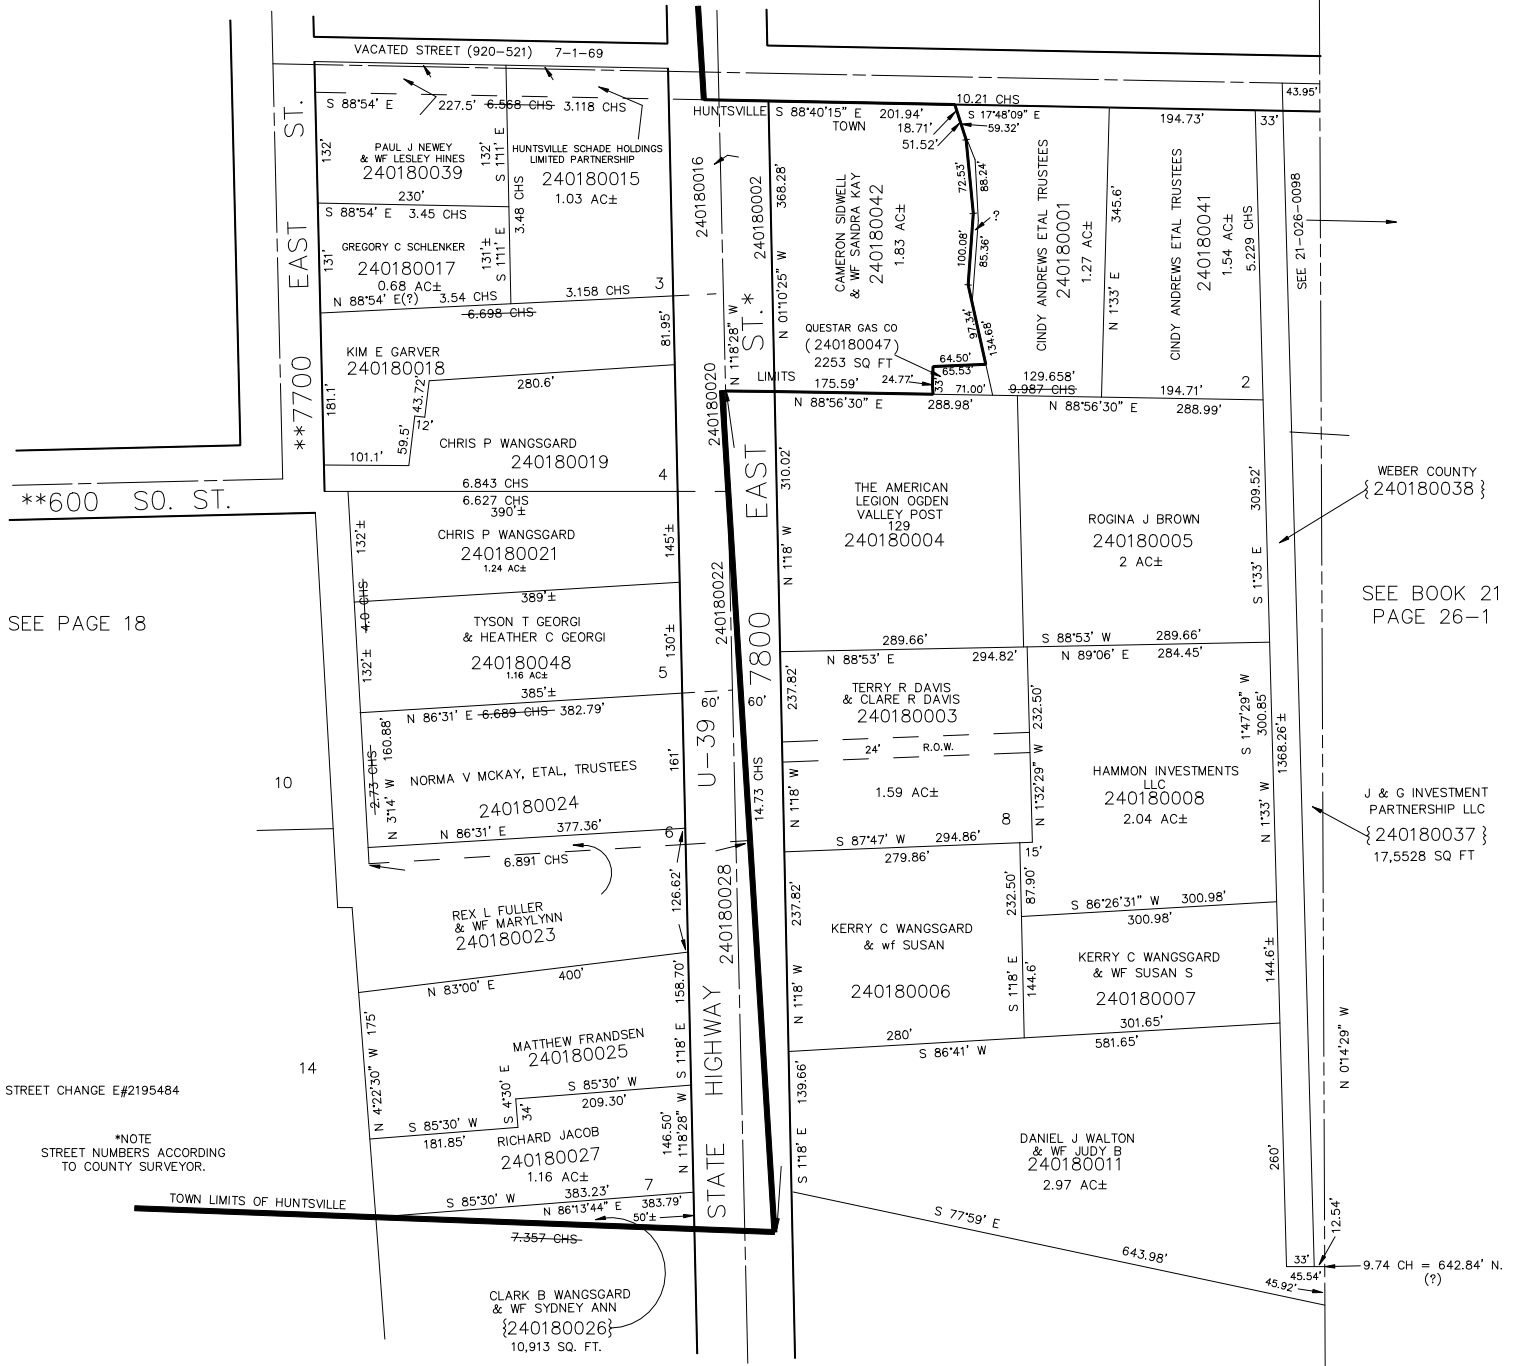 VACATED STREET (920-521) 7-1-69
S 88°54' E 227.5' 6.568 CHS 3.118 CHS
132'
PAUL J NEWEY
& WF LESLEY HINES
240180039
230'
132'
S 1°11' E
HUNTSVILLE SCHADE HOLDINGS
LIMITED PARTNERSHIP
240180015
1.03 AC±
3.48 CHS
S 88°54' E 3.45 CHS
131'
GREGORY C SCHLENKER
240180017
0.68 AC±
131'±
S 1°11' E
N 88°54' E(?) 3.54 CHS 3.158 CHS
6.698 CHS
3
81.95'
KIM E GARVER
240180018
181.1'
43.72'
280.6'
12'
59.5'
101.1'
CHRIS P WANGSGARD
240180019
4
6.843 CHS
6.627 CHS
390'±
**7700 EAST ST.
**600 SO. ST.
132'±
CHRIS P WANGSGARD
240180021
1.24 AC±
145'±
389'±
4.0 CHS
TYSON T GEORGI
& HEATHER C GEORGI
240180048
1.16 AC±
132'±
130'±
5
385'±
N 86°31' E 6.689 CHS 382.79'
160.88'
2.73 CHS
N 3°14' W
NORMA V MCKAY, ETAL, TRUSTEES
240180024
161'
N 86°31' E 377.36'
6
6.891 CHS
126.62'
REX L FULLER
& WF MARYLYNN
240180023
N 83°00' E 400'
158.70'
175'
N 4°22'30" W
MATTHEW FRANDSEN
240180025
S 1°18' E
S 4°30' E
34'
S 85°30' W
209.30'
S 85°30' W
181.85'
RICHARD JACOB
240180027
1.16 AC±
146.50'
N 1°18'28" W
7
S 85°30' W 383.23'
N 86°13'44" E 383.79'
50'±
7.357 CHS
CLARK B WANGSGARD
& WF SYDNEY ANN
{240180026}
10,913 SQ. FT.
SEE PAGE 18
10
14
STREET CHANGE E#2195484
*NOTE
STREET NUMBERS ACCORDING
TO COUNTY SURVEYOR.
TOWN LIMITS OF HUNTSVILLE
240180016
240180002
N 1°18'28" W
240180020
240180022
60' 60'
14.73 CHS
240180028
STATE HIGHWAY U-39
7800 EAST ST.*
HUNTSVILLE
TOWN
LIMITS
S 88°40'15" E 201.94'
10.21 CHS
18.71'
51.52'
S 17°48'09" E
59.32'
194.73'
33'
43.95'
368.28'
N 01°10'25" W
CAMERON SIDWELL
& WF SANDRA KAY
240180042
1.83 AC±
72.53'
88.24'
?
100.08'
85.36'
97.34'
134.68'
CINDY ANDREWS ETAL TRUSTEES
240180001
1.27 AC±
345.6'
N 1°33' E
CINDY ANDREWS ETAL TRUSTEES
240180041
1.54 AC±
5.229 CHS
SEE 21-026-0098
QUESTAR GAS CO
(240180047)
2253 SQ FT
64.50'
65.53'
175.59'
24.77'
33'
71.00'
129.658'
9.987 CHS
194.71'
2
N 88°56'30" E 288.98'
N 88°56'30" E 288.99'
310.02'
N 1°18' W
THE AMERICAN
LEGION OGDEN
VALLEY POST
129
240180004
ROGINA J BROWN
240180005
2 AC±
309.52'
S 1°33' E
289.66'
S 88°53' W 289.66'
N 88°53' E 294.82'
N 89°06' E 284.45'
237.82'
TERRY R DAVIS
& CLARE R DAVIS
240180003
24' R.O.W.
N 1°18' W
1.59 AC±
232.50'
N 1°32'29" W
8
HAMMON INVESTMENTS
LLC
240180008
2.04 AC±
S 1°47'29" W
300.85'
N 1°33' W
1368.26'±
S 87°47' W 294.86'
279.86'
15'
87.90'
232.50'
S 86°26'31" W 300.98'
300.98'
237.82'
N 1°18' W
KERRY C WANGSGARD
& wf SUSAN
240180006
S 1°18' E
144.6'
KERRY C WANGSGARD
& WF SUSAN S
240180007
144.6'±
280'
301.65'
S 86°41' W 581.65'
139.66'
S 1°18' E
DANIEL J WALTON
& WF JUDY B
240180011
2.97 AC±
260'
S 77°59' E
643.98'
33'
45.54'
45.92'
12.54'
9.74 CH = 642.84' N.
(?)
N 0°14'29" W
WEBER COUNTY
{240180038}
SEE BOOK 21
PAGE 26-1
J & G INVESTMENT
PARTNERSHIP LLC
{240180037}
17,5528 SQ FT